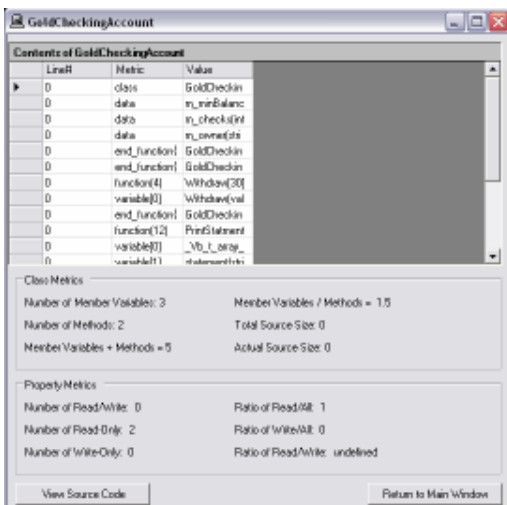 GoldCheckingAccount
Contents of GoldCheckingAccount
Line# Metric Value
0 class GoldCheckin
0 data m_minBalanc
0 data m_checks(int
0 data m_owner(stri
0 end_function( GoldCheckin
0 end_function( GoldCheckin
0 function(4) Withdraw(30)
0 variable(0) Withdraw(val
0 end_function( GoldCheckin
0 function(12) PrintStatment
0 variable(0) _Vb_t_array_
0 variable(1) statement(stri
Class Metrics
Number of Member Variables: 3 Member Variables / Methods = 1.5
Number of Methods: 2 Total Source Size: 0
Member Variables + Methods = 5 Actual Source Size: 0
Property Metrics
Number of Read/Write: 0 Ratio of Read/All: 1
Number of Read-Only: 2 Ratio of Write/All: 0
Number of Write-Only: 0 Ratio of Read/Write: undefined
View Source Code Return to Main Window